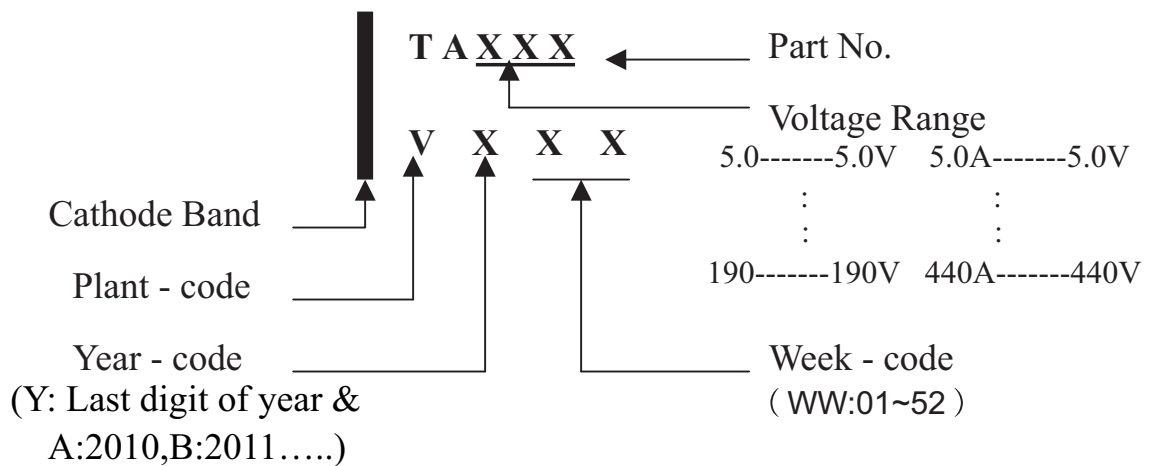 T A X X X
Part No.
Voltage Range
V X X X
5.0-------5.0V 5.0A-------5.0V
: :
: :
190-------190V 440A-------440V
Cathode Band
Plant - code
Year - code
(Y: Last digit of year &
A:2010,B:2011…..)
Week - code
（ WW:01~52 ）